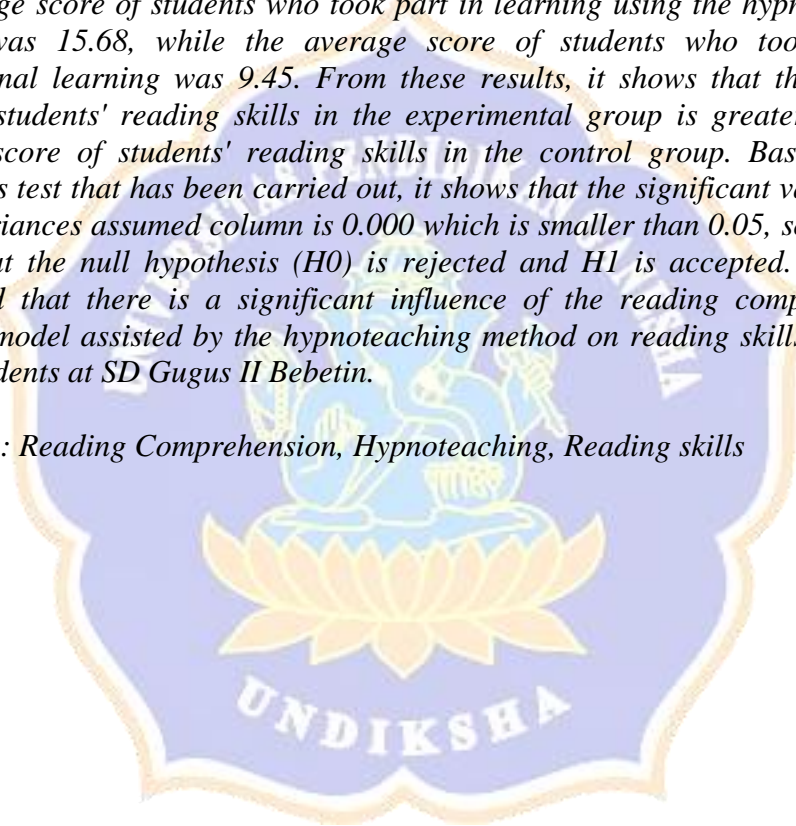 ge score of students who took part in learning using the hypn
was 15.68, while the average score of students who too
nal learning was 9.45. From these results, it shows that th
students' reading skills in the experimental group is greate
score of students' reading skills in the control group. Bas
s test that has been carried out, it shows that the significant v
riances assumed column is 0.000 which is smaller than 0.05, s
at the null hypothesis (H0) is rejected and H1 is accepted.
d that there is a significant influence of the reading comp
model assisted by the hypnoteaching method on reading skills
dents at SD Gugus II Bebetin.
: Reading Comprehension, Hypnoteaching, Reading skills
UNIVERSITAS PENDIDIKAN GANESHA
UNDIKSHA